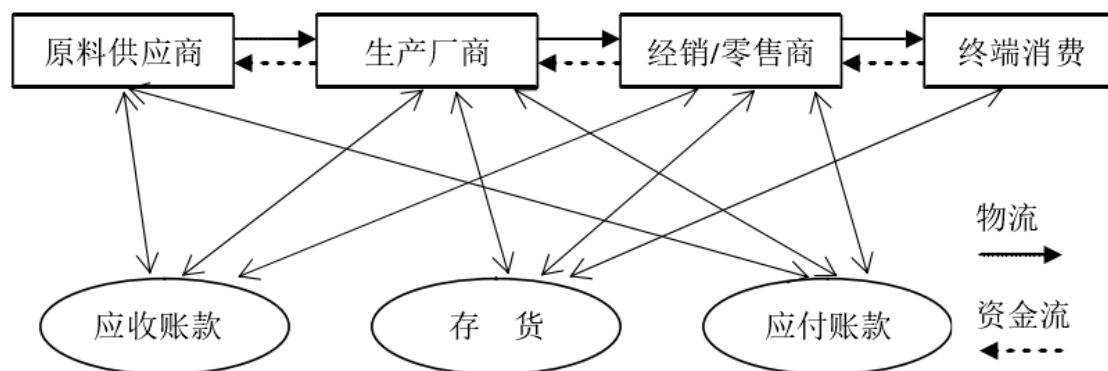 原料供应商
生产厂商
经销/零售商
终端消费
物流
应收账款
存 货
应付账款
资金流